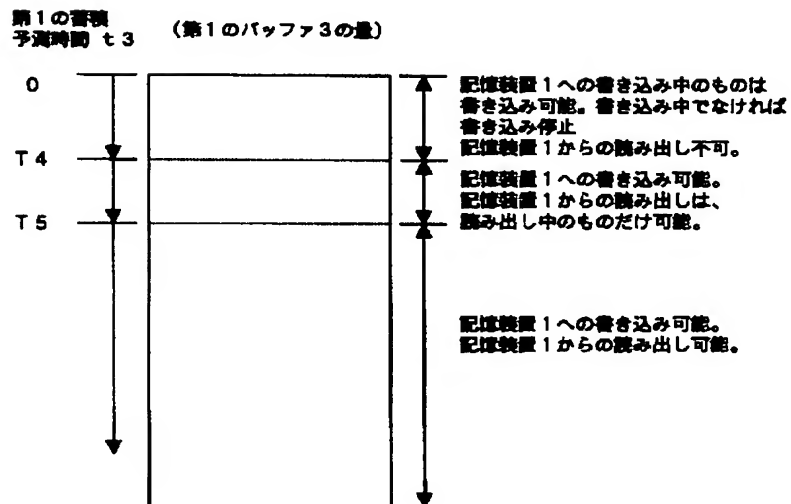 第1の蓄積
予測時間 t3
(第1のバッファ3の量)
0
記憶装置1への書き込み中のものは
書き込み可能。書き込み中でなければ
書き込み停止
記憶装置1からの読み出し不可。
T4
記憶装置1への書き込み可能。
記憶装置1からの読み出しは、
読み出し中のものだけ可能。
T5
記憶装置1への書き込み可能。
記憶装置1からの読み出し可能。